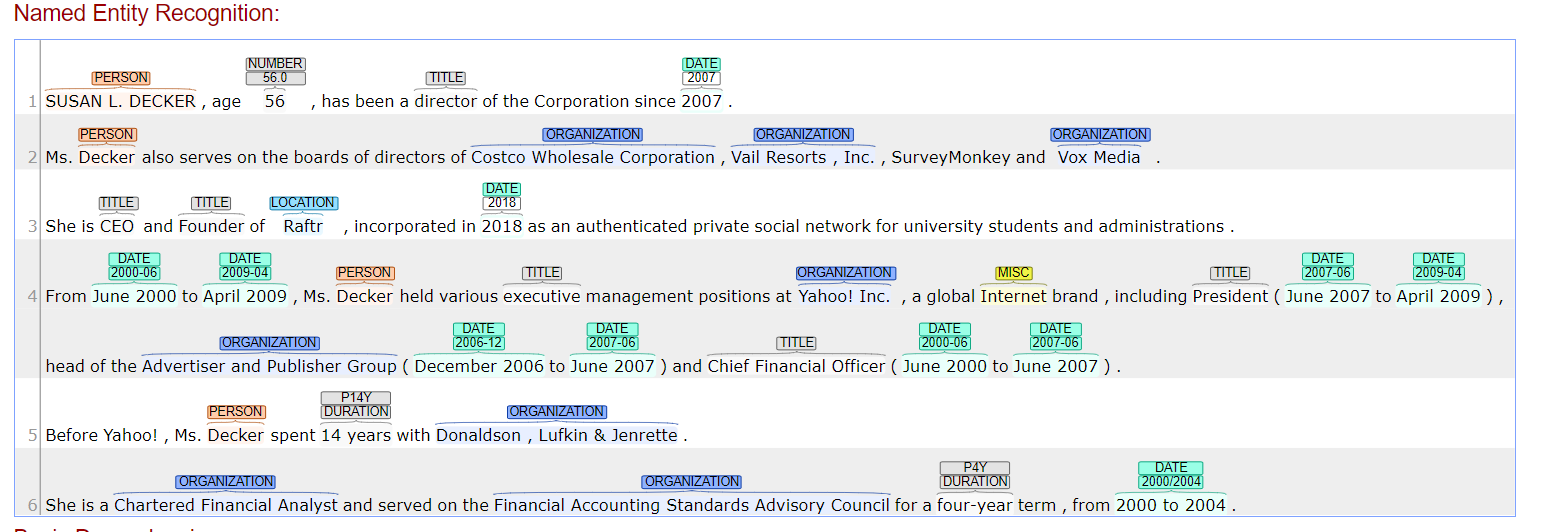 Named Entity Recognition:
PERSON NUMBER 56.0 TITLE DATE 2007
1 SUSAN L. DECKER , age 56 , has been a director of the Corporation since 2007 .
PERSON ORGANIZATION ORGANIZATION ORGANIZATION
2 Ms. Decker also serves on the boards of directors of Costco Wholesale Corporation , Vail Resorts , Inc. , SurveyMonkey and Vox Media .
TITLE TITLE LOCATION DATE 2018
3 She is CEO and Founder of Raftr , incorporated in 2018 as an authenticated private social network for university students and administrations .
DATE DATE DATE DATE
2000-06 2009-04 PERSON TITLE ORGANIZATION MISC TITLE 2007-06 2009-04
4 From June 2000 to April 2009 , Ms. Decker held various executive management positions at Yahoo! Inc. , a global Internet brand , including President ( June 2007 to April 2009 ) ,
DATE DATE DATE DATE
ORGANIZATION 2006-12 2007-06 TITLE 2000-06 2007-06
head of the Advertiser and Publisher Group ( December 2006 to June 2007 ) and Chief Financial Officer ( June 2000 to June 2007 ) .
P14Y
PERSON DURATION ORGANIZATION
5 Before Yahoo! , Ms. Decker spent 14 years with Donaldson , Lufkin & Jenrette .
P4Y DATE
ORGANIZATION ORGANIZATION DURATION 2000/2004
6 She is a Chartered Financial Analyst and served on the Financial Accounting Standards Advisory Council for a four-year term , from 2000 to 2004 .